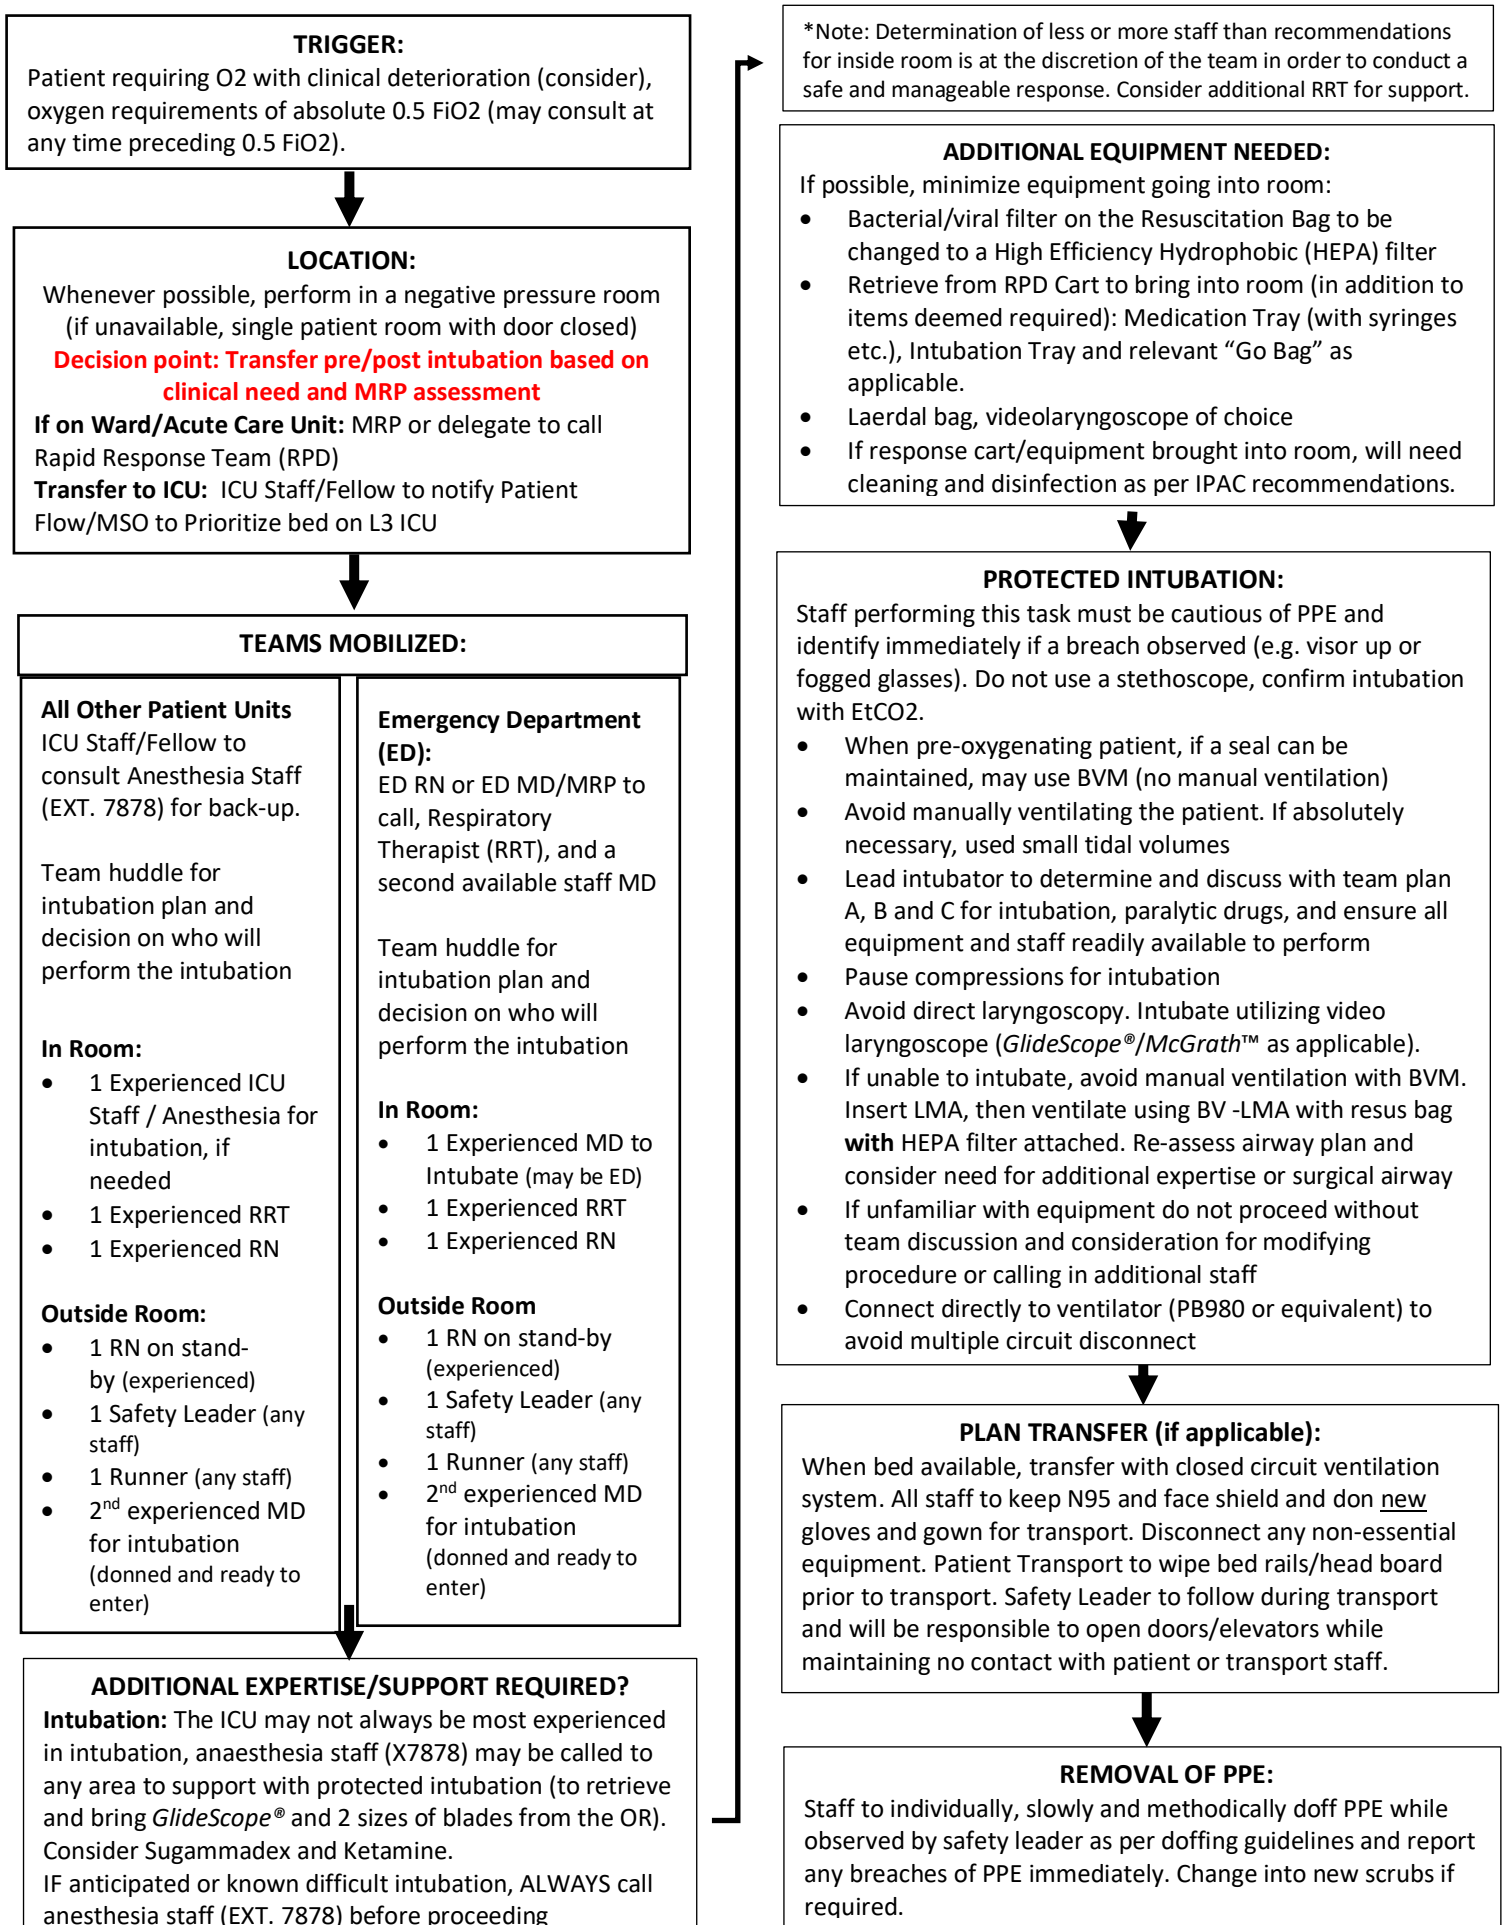 TRIGGER:
Patient requiring O2 with clinical deterioration (consider),
oxygen requirements of absolute 0.5 FiO2 (may consult at
any time preceding 0.5 FiO2).
LOCATION:
Whenever possible, perform in a negative pressure room
(if unavailable, single patient room with door closed)
Decision point: Transfer pre/post intubation based on
clinical need and MRP assessment
If on Ward/Acute Care Unit: MRP or delegate to call
Rapid Response Team (RPD)
Transfer to ICU: ICU Staff/Fellow to notify Patient
Flow/MSO to Prioritize bed on L3 ICU
TEAMS MOBILIZED:
All Other Patient Units
ICU Staff/Fellow to
consult Anesthesia Staff
(EXT. 7878) for back-up.
Team huddle for
intubation plan and
decision on who will
perform the intubation
In Room:
• 1 Experienced ICU
Staff / Anesthesia for
intubation, if
needed
• 1 Experienced RRT
• 1 Experienced RN
Outside Room:
• 1 RN on stand-
by (experienced)
• 1 Safety Leader (any
staff)
• 1 Runner (any staff)
• 2nd experienced MD
for intubation
(donned and ready to
enter)
Emergency Department
(ED):
ED RN or ED MD/MRP to
call, Respiratory
Therapist (RRT), and a
second available staff MD
Team huddle for
intubation plan and
decision on who will
perform the intubation
In Room:
• 1 Experienced MD to
Intubate (may be ED)
• 1 Experienced RRT
• 1 Experienced RN
Outside Room
• 1 RN on stand-by
(experienced)
• 1 Safety Leader (any
staff)
• 1 Runner (any staff)
• 2nd experienced MD
for intubation
(donned and ready to
enter)
ADDITIONAL EXPERTISE/SUPPORT REQUIRED?
Intubation: The ICU may not always be most experienced
in intubation, anaesthesia staff (X7878) may be called to
any area to support with protected intubation (to retrieve
and bring GlideScope® and 2 sizes of blades from the OR).
Consider Sugammadex and Ketamine.
IF anticipated or known difficult intubation, ALWAYS call
anesthesia staff (EXT. 7878) before proceeding
*Note: Determination of less or more staff than recommendations
for inside room is at the discretion of the team in order to conduct a
safe and manageable response. Consider additional RRT for support.
ADDITIONAL EQUIPMENT NEEDED:
If possible, minimize equipment going into room:
• Bacterial/viral filter on the Resuscitation Bag to be
changed to a High Efficiency Hydrophobic (HEPA) filter
• Retrieve from RPD Cart to bring into room (in addition to
items deemed required): Medication Tray (with syringes
etc.), Intubation Tray and relevant “Go Bag” as
applicable.
• Laerdal bag, videolaryngoscope of choice
• If response cart/equipment brought into room, will need
cleaning and disinfection as per IPAC recommendations.
PROTECTED INTUBATION:
Staff performing this task must be cautious of PPE and
identify immediately if a breach observed (e.g. visor up or
fogged glasses). Do not use a stethoscope, confirm intubation
with EtCO2.
• When pre-oxygenating patient, if a seal can be
maintained, may use BVM (no manual ventilation)
• Avoid manually ventilating the patient. If absolutely
necessary, used small tidal volumes
• Lead intubator to determine and discuss with team plan
A, B and C for intubation, paralytic drugs, and ensure all
equipment and staff readily available to perform
• Pause compressions for intubation
• Avoid direct laryngoscopy. Intubate utilizing video
laryngoscope (GlideScope®/McGrath™ as applicable).
• If unable to intubate, avoid manual ventilation with BVM.
Insert LMA, then ventilate using BV -LMA with resus bag
with HEPA filter attached. Re-assess airway plan and
consider need for additional expertise or surgical airway
• If unfamiliar with equipment do not proceed without
team discussion and consideration for modifying
procedure or calling in additional staff
• Connect directly to ventilator (PB980 or equivalent) to
avoid multiple circuit disconnect
PLAN TRANSFER (if applicable):
When bed available, transfer with closed circuit ventilation
system. All staff to keep N95 and face shield and don new
gloves and gown for transport. Disconnect any non-essential
equipment. Patient Transport to wipe bed rails/head board
prior to transport. Safety Leader to follow during transport
and will be responsible to open doors/elevators while
maintaining no contact with patient or transport staff.
REMOVAL OF PPE:
Staff to individually, slowly and methodically doff PPE while
observed by safety leader as per doffing guidelines and report
any breaches of PPE immediately. Change into new scrubs if
required.